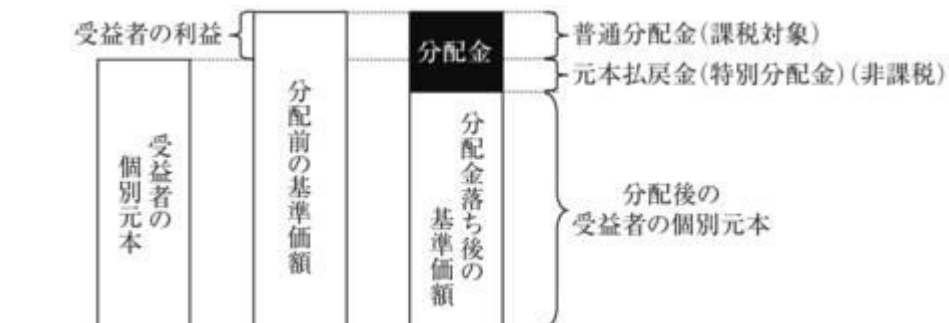 受益者の利益
分配金
普通分配金(課税対象)
元本払戻金(特別分配金)(非課税)
受益者の
個別元本
分配前の基準価額
分配金落ち後の
基準価額
分配後の
受益者の個別元本